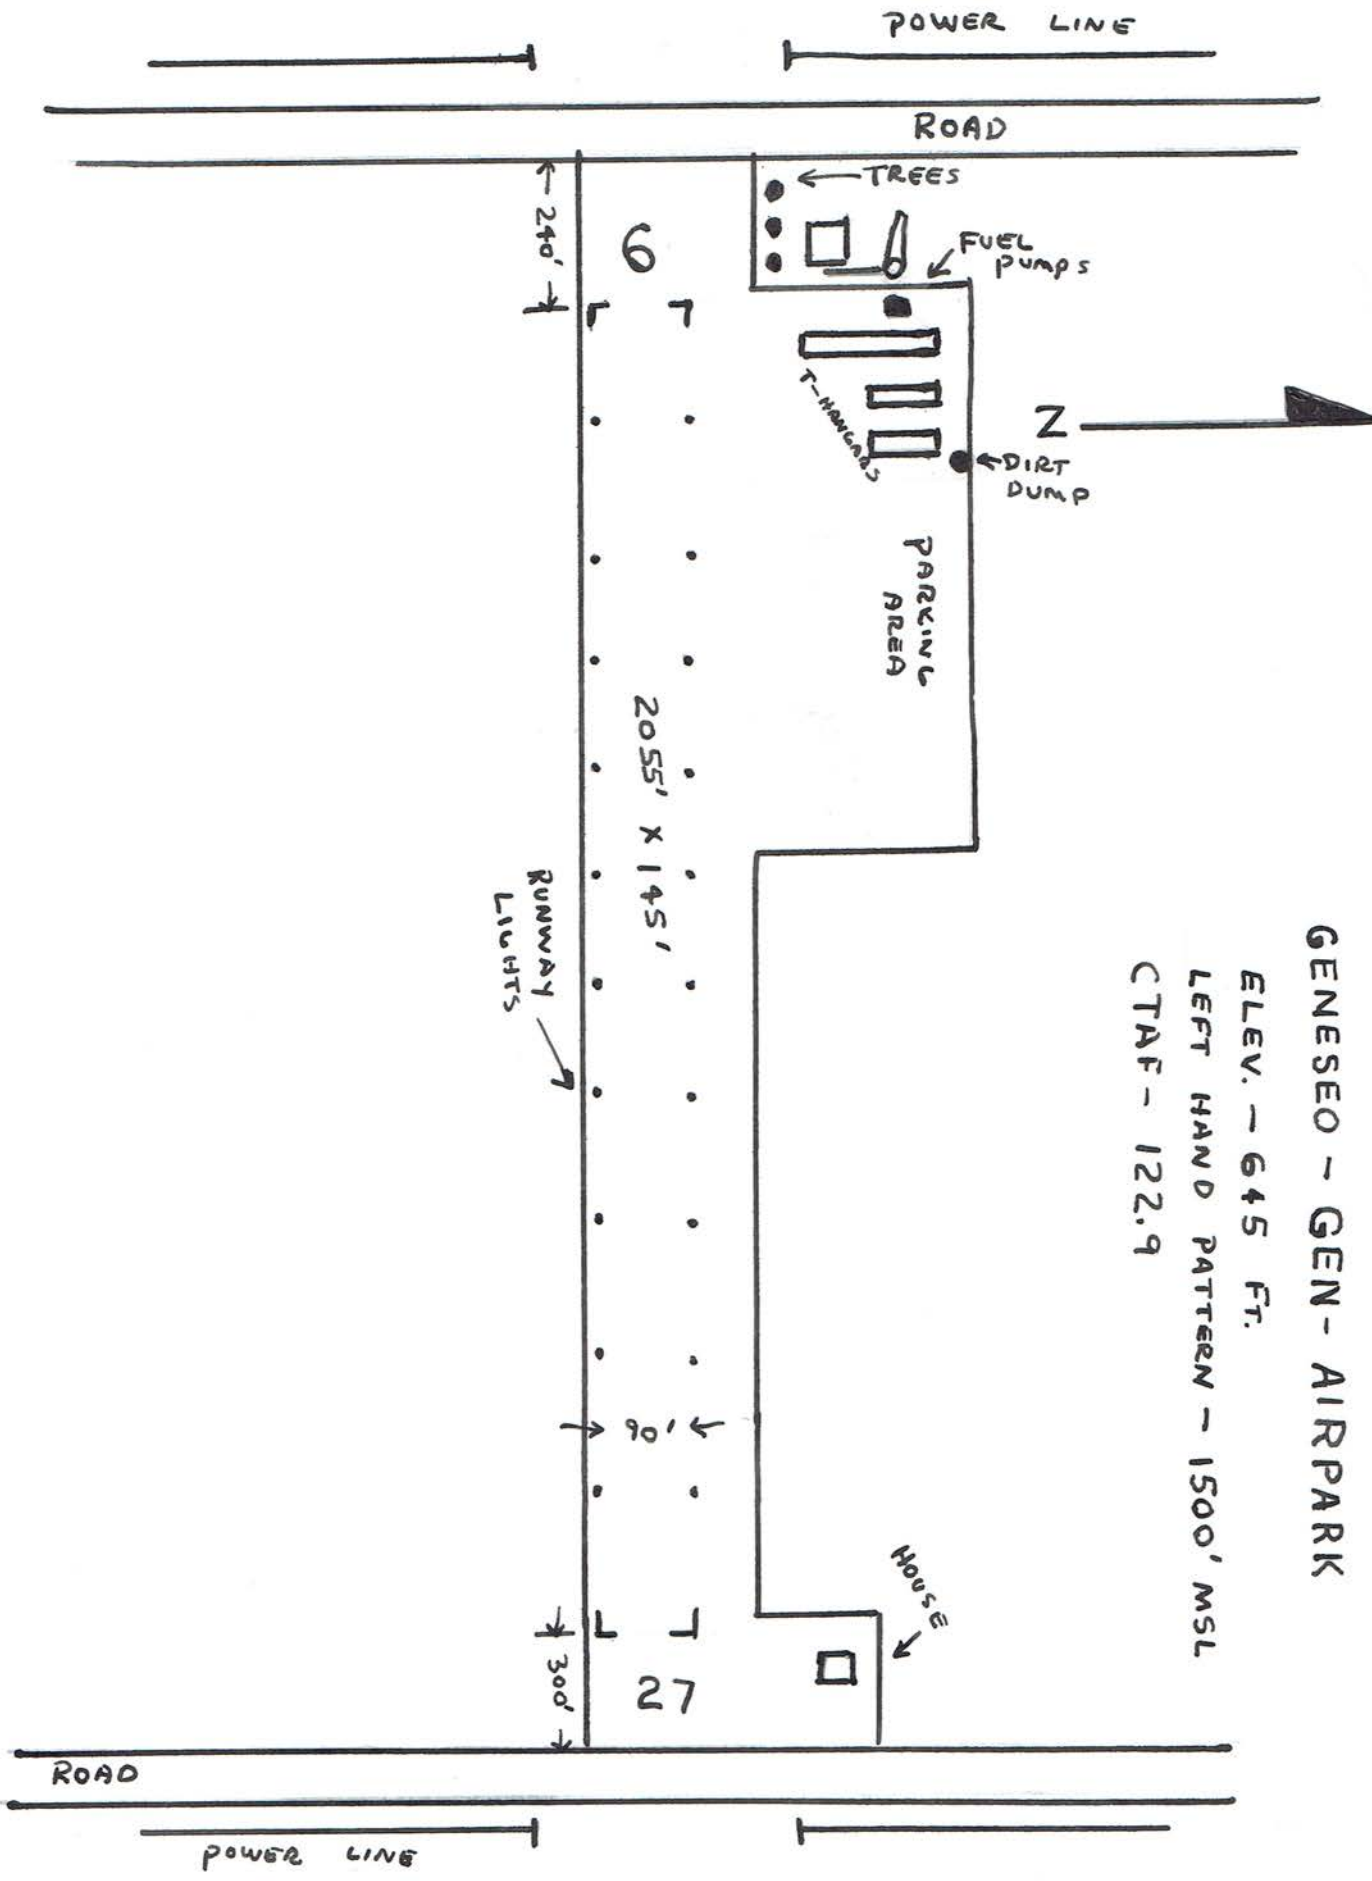 POWER LINE
ROAD
TREES
240'
6
FUEL
PUMPS
T-HANGARS
N
DIRT
DUMP
PARKING
AREA
2055' X 145'
RUNWAY
LIGHTS
GENESEO - GEN-AIRPARK
ELEV. - 645 FT.
LEFT HAND PATTERN - 1500' MSL
CTAF - 122.9
90'
HOUSE
300'
27
ROAD
POWER LINE